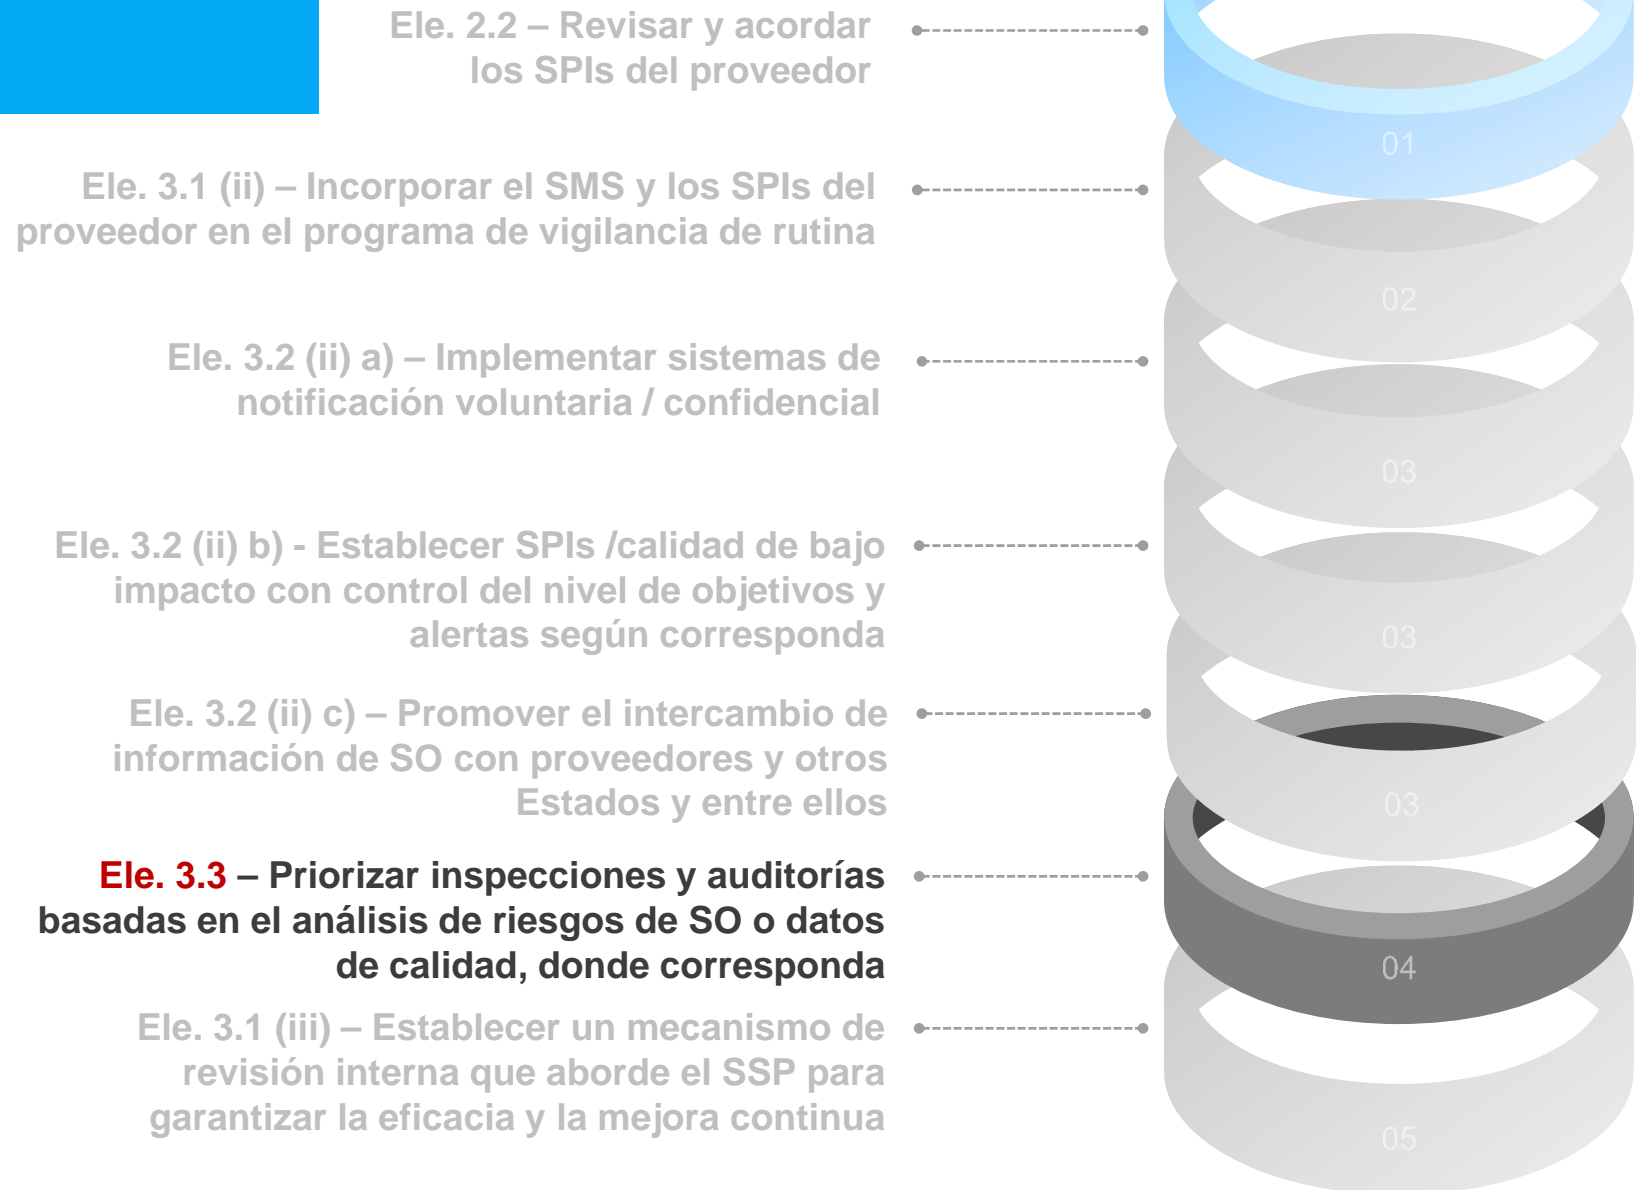 Ele. 2.2 – Revisar y acordar
los SPIs del proveedor
01
Ele. 3.1 (ii) – Incorporar el SMS y los SPIs del
proveedor en el programa de vigilancia de rutina
02
Ele. 3.2 (ii) a) – Implementar sistemas de
notificación voluntaria / confidencial
03
Ele. 3.2 (ii) b) - Establecer SPIs /calidad de bajo
impacto con control del nivel de objetivos y
alertas según corresponda
03
Ele. 3.2 (ii) c) – Promover el intercambio de
información de SO con proveedores y otros
Estados y entre ellos
03
Ele. 3.3 – Priorizar inspecciones y auditorías
basadas en el análisis de riesgos de SO o datos
de calidad, donde corresponda
04
Ele. 3.1 (iii) – Establecer un mecanismo de
revisión interna que aborde el SSP para
garantizar la eficacia y la mejora continua
05